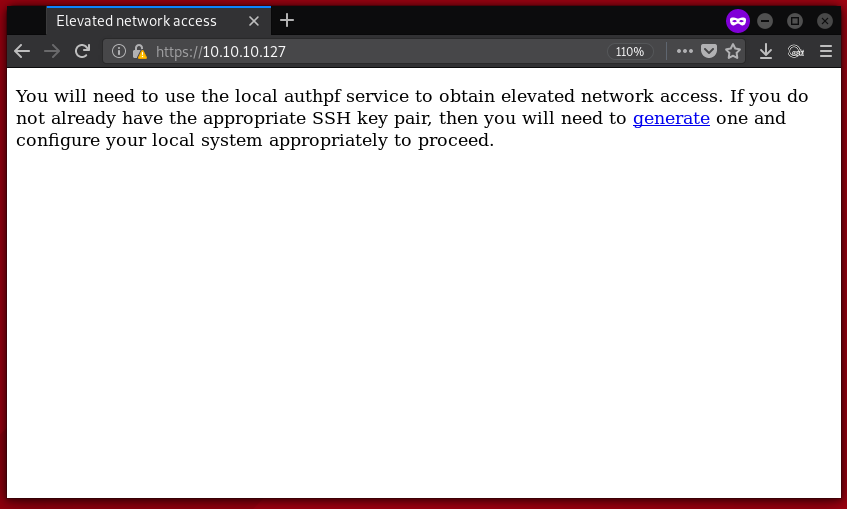 Elevated network access
https://10.10.10.127
110%
You will need to use the local authpf service to obtain elevated network access. If you do
not already have the appropriate SSH key pair, then you will need to generate one and
configure your local system appropriately to proceed.